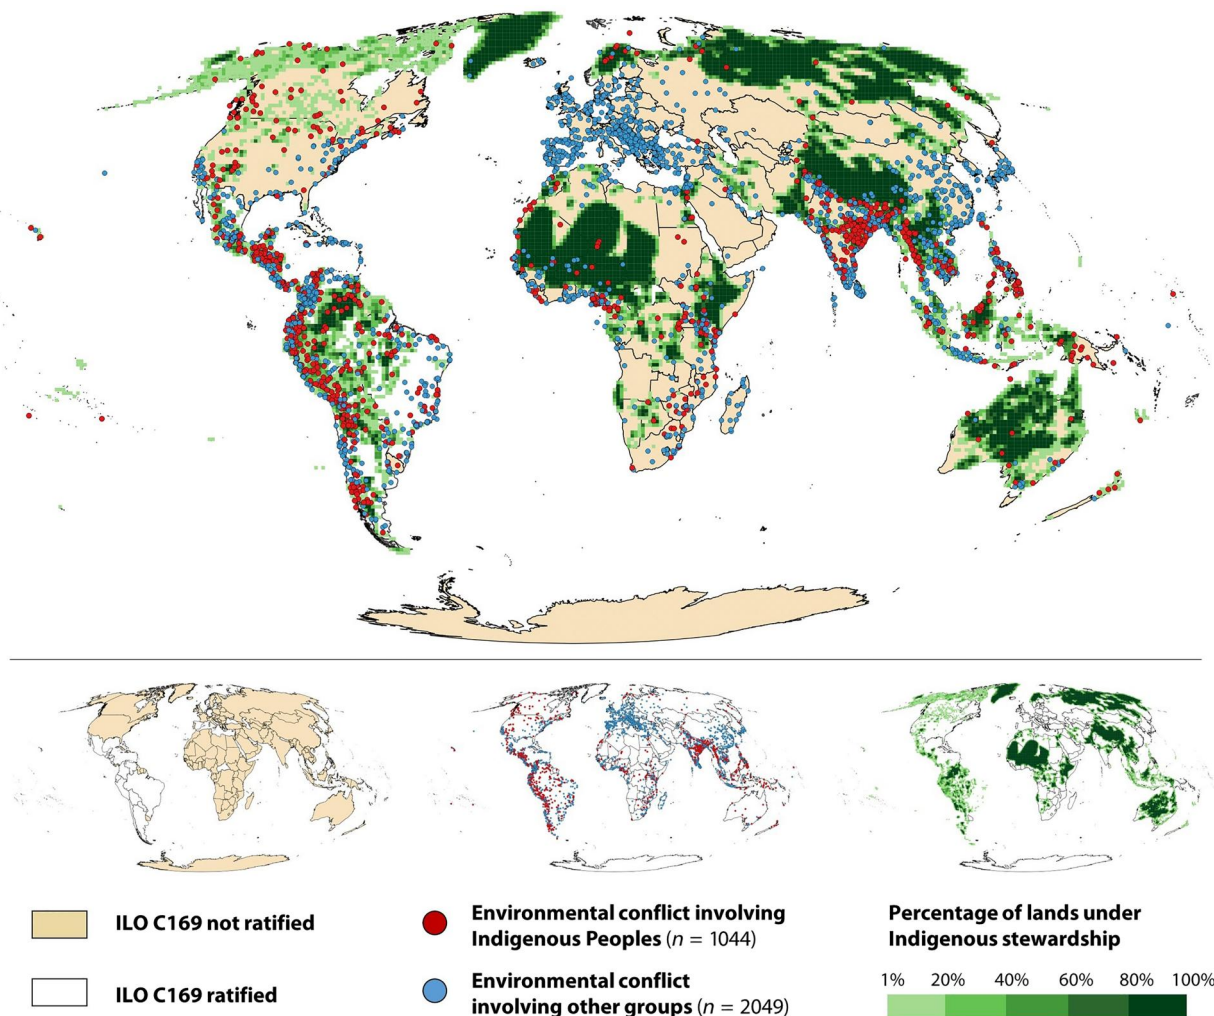 ILO C169 not ratified
ILO C169 ratified
Environmental conflict involving
Indigenous Peoples (n = 1044)
Environmental conflict
involving other groups (n = 2049)
Percentage of lands under
Indigenous stewardship
1% 20% 40% 60% 80% 100%